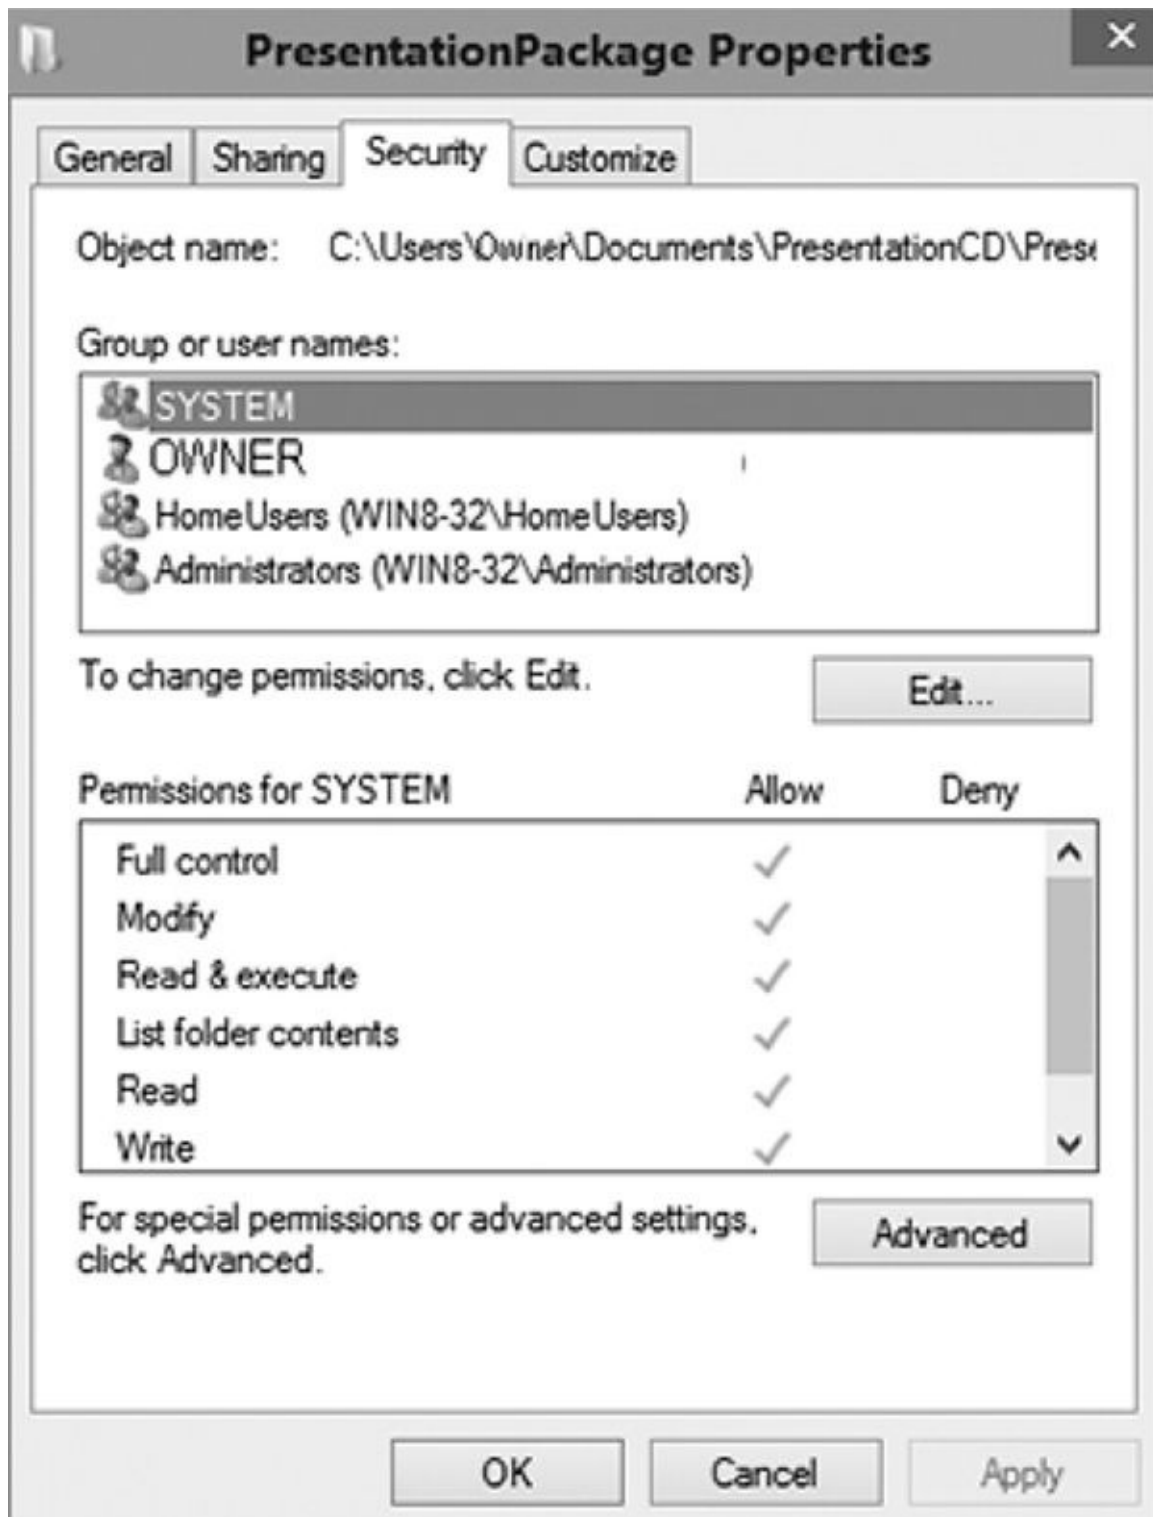 PresentationPackage Properties
General Sharing Security Customize
Object name: C:\Users\Owner\Documents\PresentationCD\Prese
Group or user names:
SYSTEM
OWNER
HomeUsers (WIN8-32\HomeUsers)
Administrators (WIN8-32\Administrators)
To change permissions, click Edit. Edit...
Permissions for SYSTEM Allow Deny
Full control
Modify
Read & execute
List folder contents
Read
Write
For special permissions or advanced settings,
click Advanced. Advanced
OK Cancel Apply